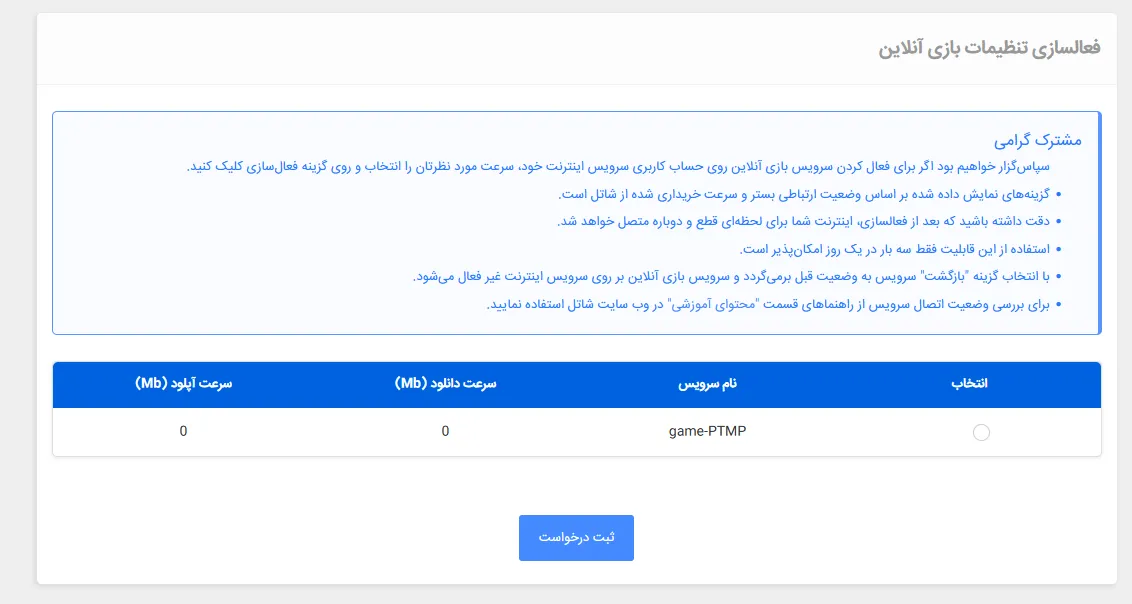 فعالسازی تنظیمات بازی آنلاین
مشترک گرامی
سپاس‌گزار خواهیم بود اگر برای فعال کردن سرویس بازی آنلاین روی حساب کاربری سرویس اینترنت خود، سرعت مورد نظرتان را انتخاب و روی گزینه فعال‌سازی کلیک کنید.
• گزینه‌های نمایش داده شده بر اساس وضعیت ارتباطی بستر و سرعت خریداری شده از شاتل است.
• دقت داشته باشید که بعد از فعالسازی، اینترنت شما برای لحظه‌ای قطع و دوباره متصل خواهد شد.
• استفاده از این قابلیت فقط سه بار در یک روز امکان‌پذیر است.
• با انتخاب گزینه "بازگشت" سرویس به وضعیت قبل برمی‌گردد و سرویس بازی آنلاین بر روی سرویس اینترنت غیر فعال می‌شود.
• برای بررسی وضعیت اتصال سرویس از راهنماهای قسمت "محتوای آموزشی" در وب سایت شاتل استفاده نمایید.
انتخاب نام سرویس سرعت دانلود (Mb) سرعت آپلود (Mb)
game-PTMP 0 0
ثبت درخواست